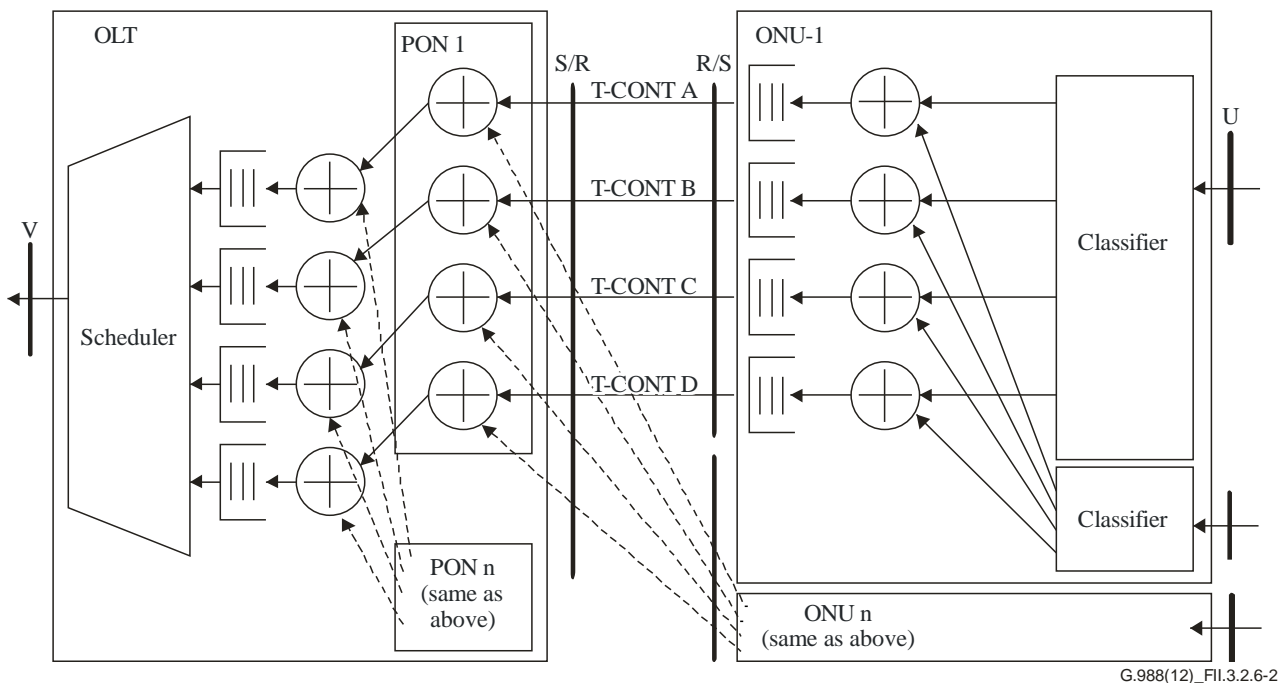 OLT
PON 1
S/R
R/S
ONU-1
T-CONT A
T-CONT B
T-CONT C
T-CONT D
U
V
Scheduler
Classifier
Classifier
PON n
(same as
above)
ONU n
(same as above)
G.988(12)_FII.3.2.6-2